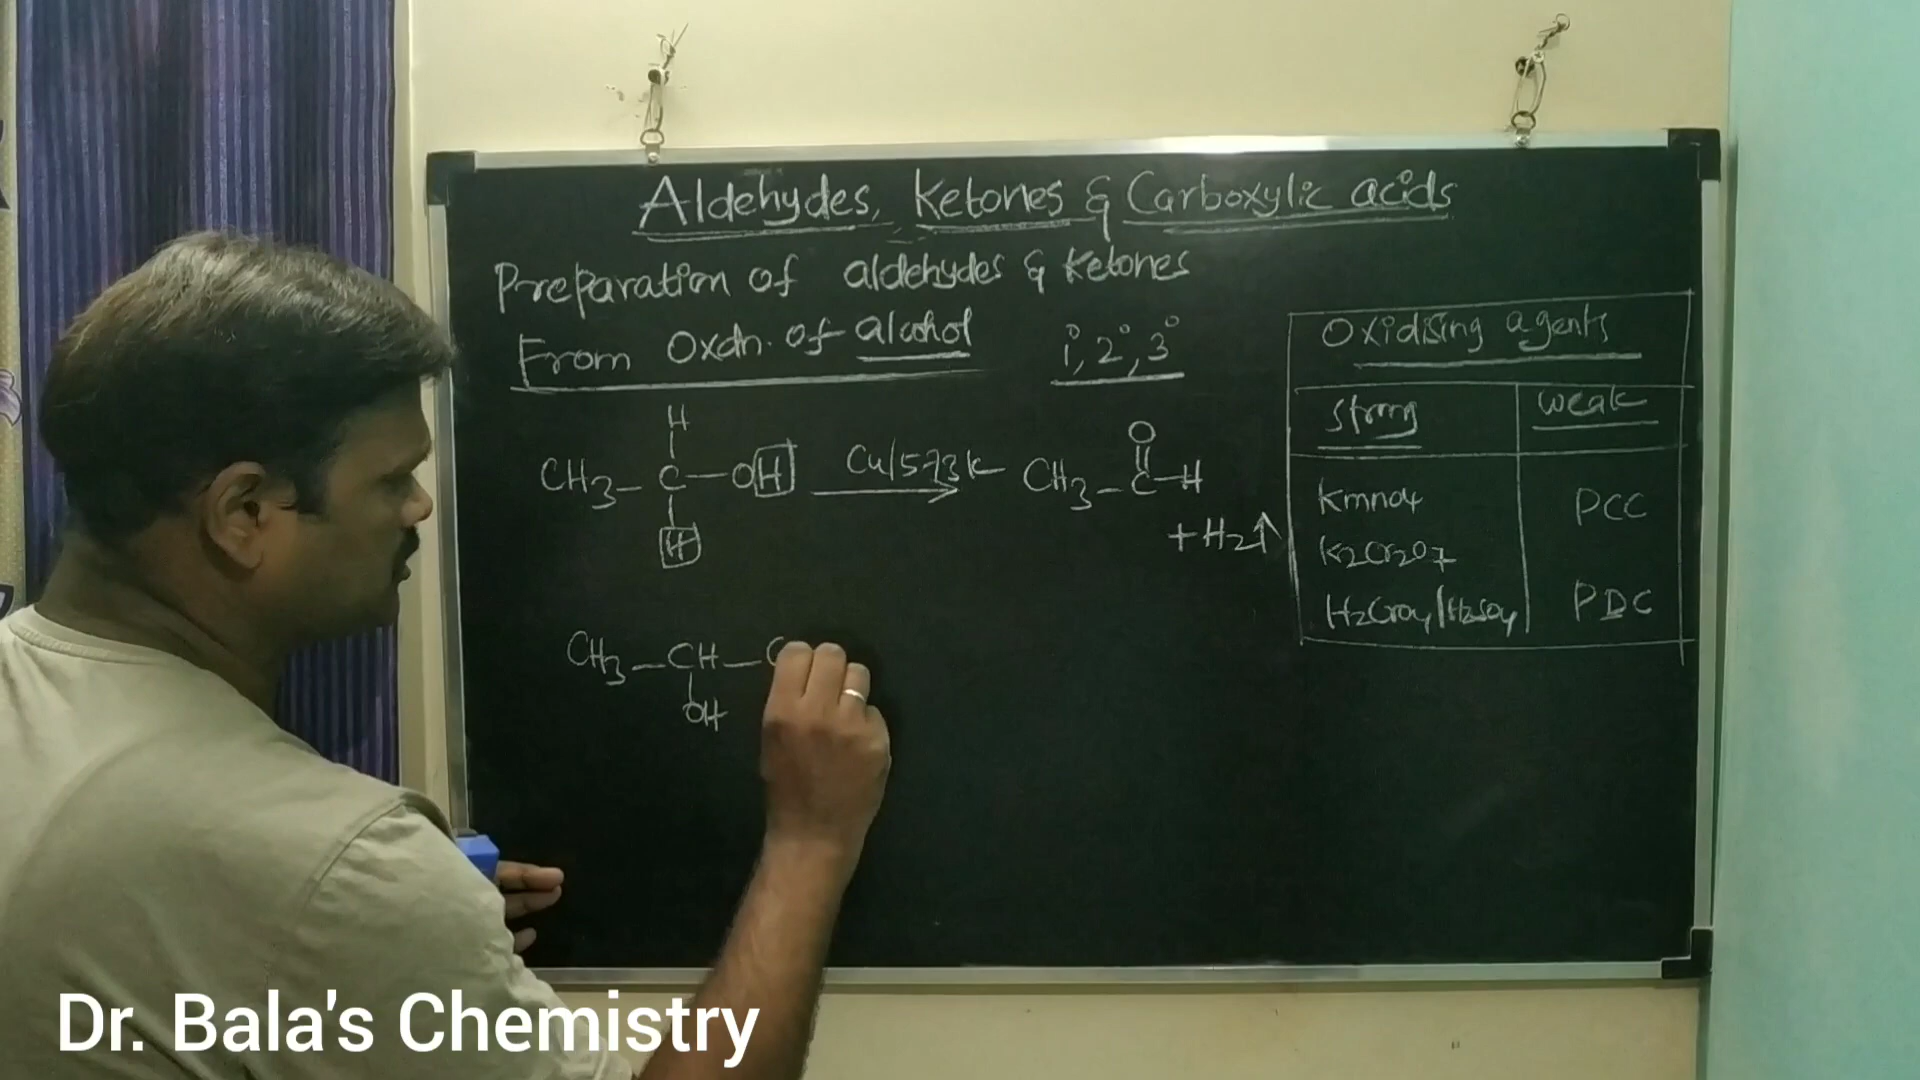 Aldehydes, Ketones & Carboxylic acids
Preparation of aldehydes & Ketones
From Oxdn. of alcohol 1°, 2°, 3°
H
CH3 - C - OH Cu/573K CH3 - C - H
O
H
+ H2↑
CH3 - CH - C
OH
Oxidising agents
Strong Weak
KMnO4 PCC
K2Cr2O7
H2CrO4/H2SO4 PDC
Dr. Bala's Chemistry